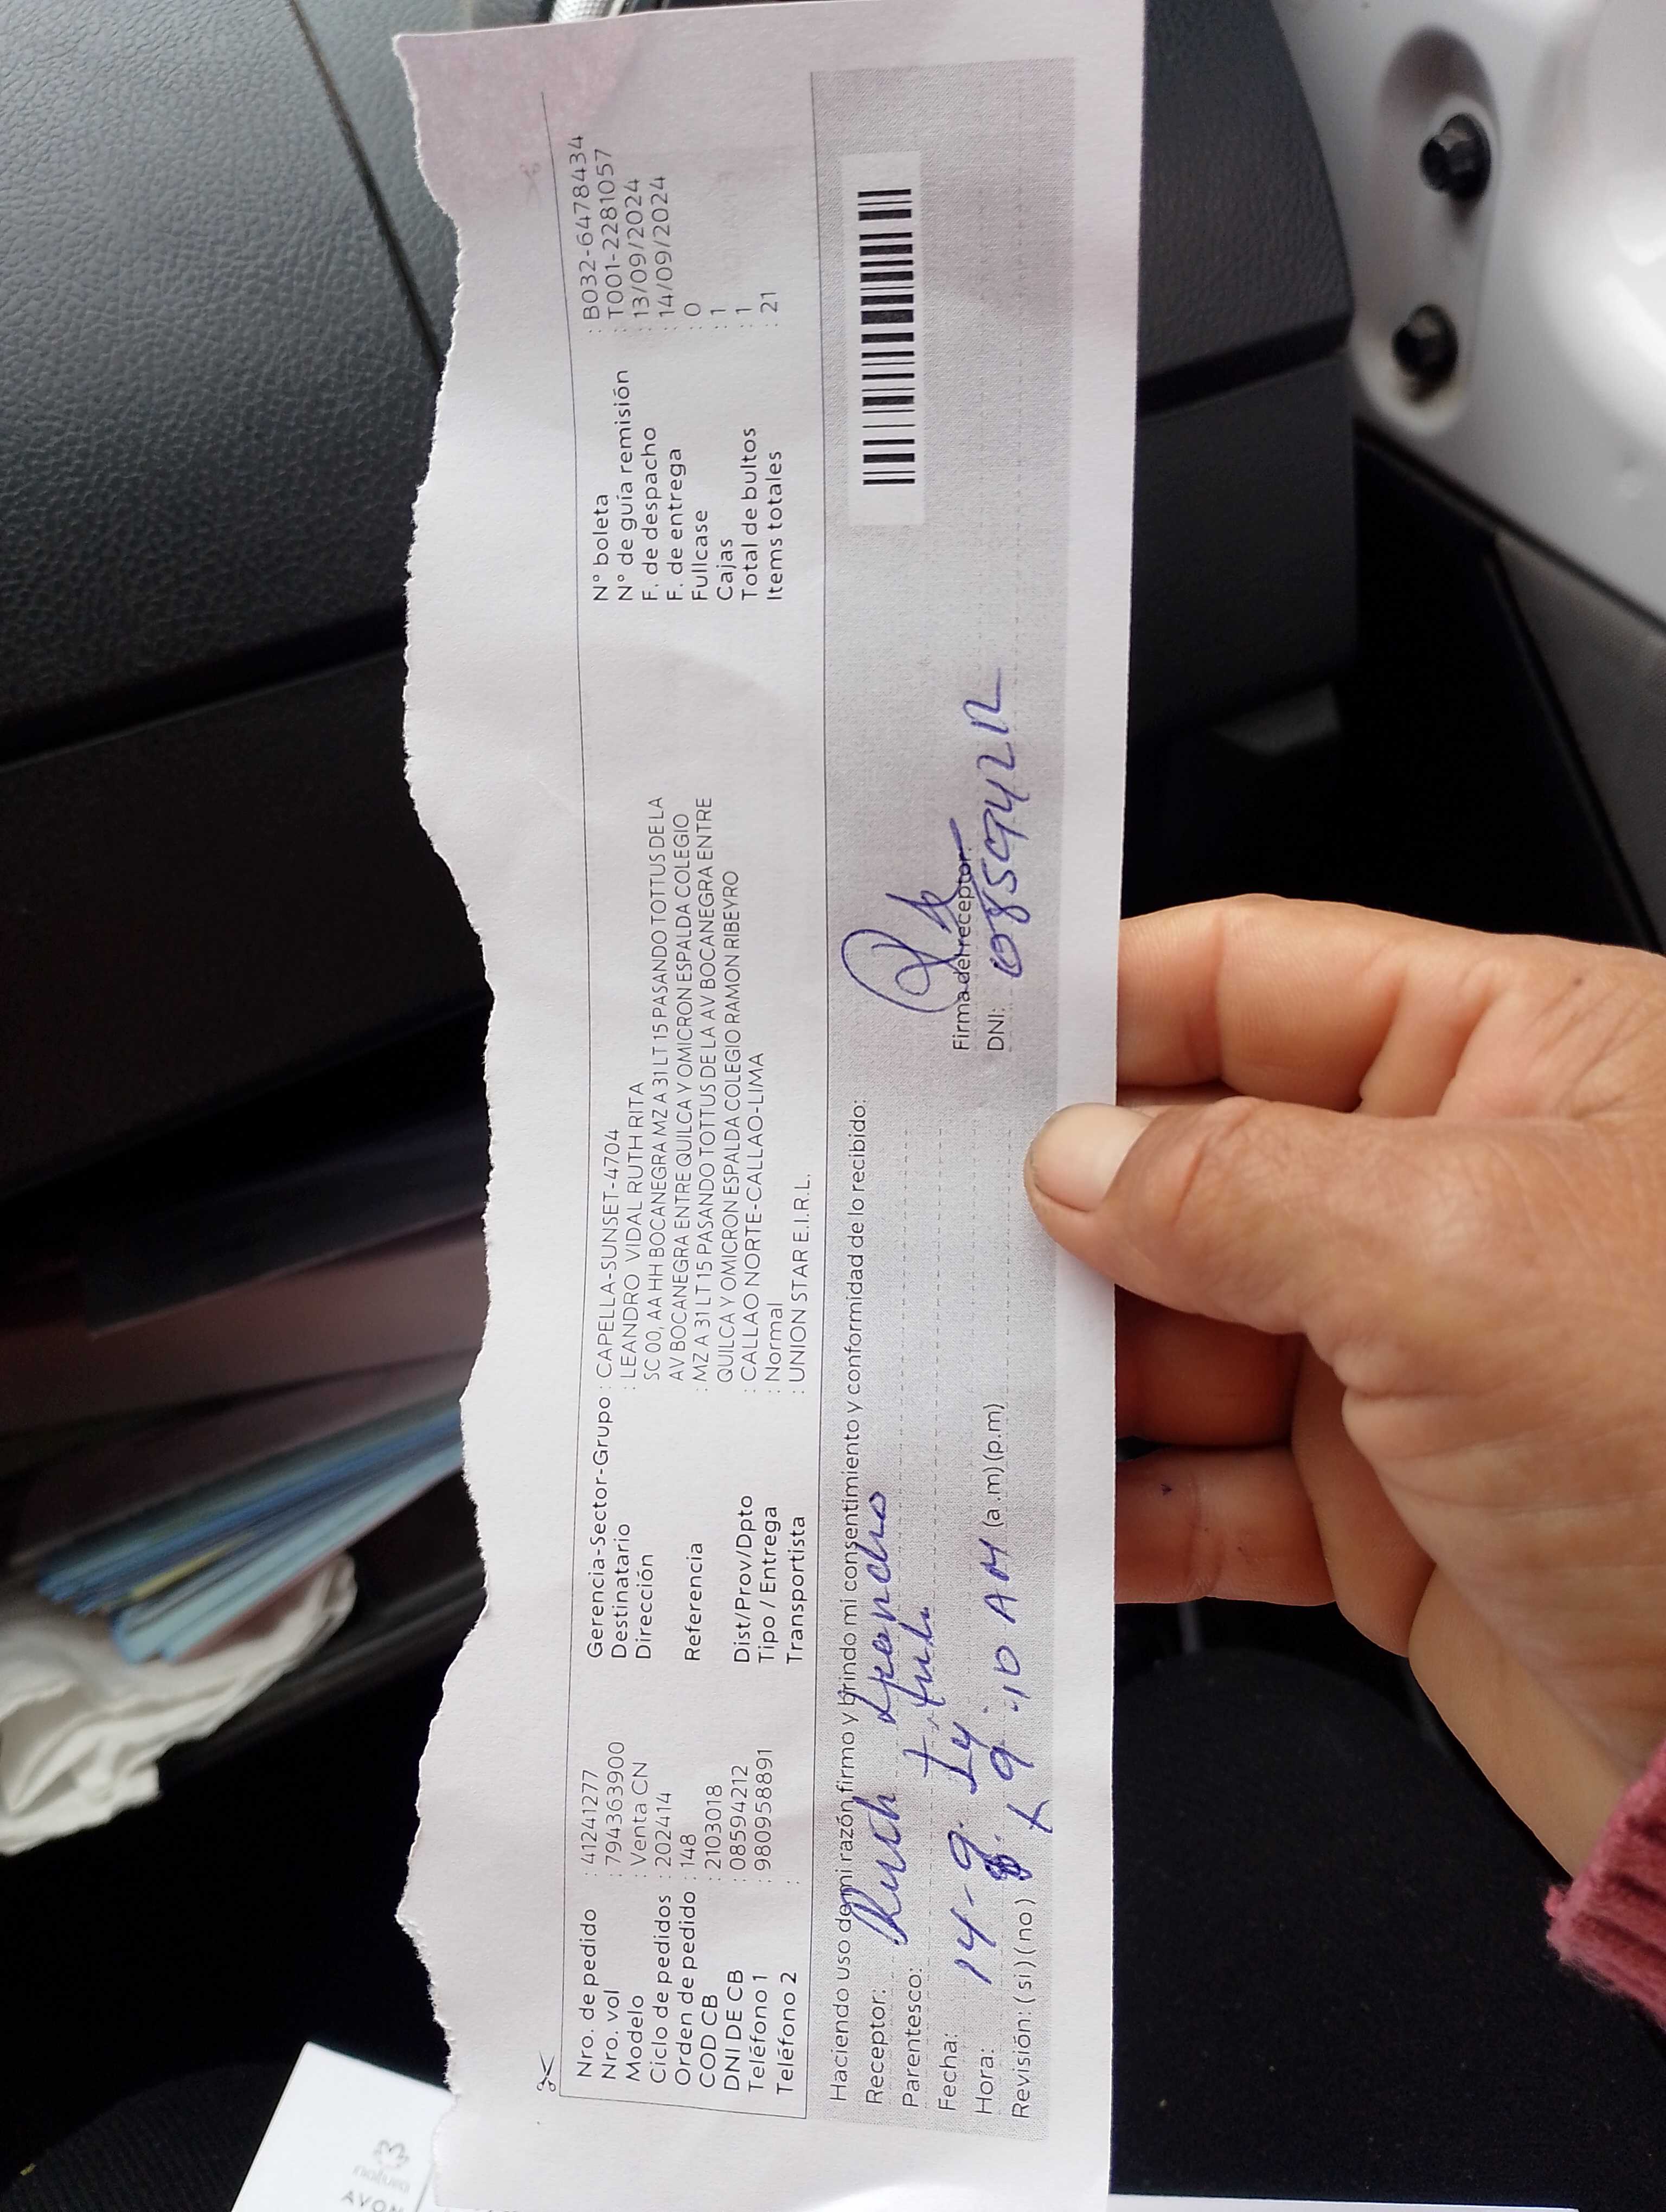 Nro. de pedido : 41241277
Nro. vol : 794363900
Modelo : Venta CN
Ciclo de pedidos : 202414
Orden de pedido : 148
COD CB : 2103018
DNI DE CB : 08594212
Teléfono 1 : 980958891
Teléfono 2 :
Gerencia-Sector-Grupo : CAPELLA-SUNSET-4704
Destinatario : LEANDRO VIDAL RUTH RITA
Dirección SC 00, AA HH BOCANEGRA MZ A 31 LT 15 PASANDO TOTTUS DE LA
AV BOCANEGRA ENTRE QUILCA Y OMICRON ESPALDA COLEGIO
Referencia : MZ A 31 LT 15 PASANDO TOTTUS DE LA AV BOCANEGRA ENTRE
QUILCA Y OMICRON ESPALDA COLEGIO RAMON RIBEYRO
Dist/Prov/Dpto : CALLAO NORTE-CALLAO-LIMA
Tipo / Entrega : Normal
Transportista : UNION STAR E.I.R.L.
N° boleta : B032-6478434
N° de guía remisión : T001-2281057
F. de despacho : 13/09/2024
F. de entrega : 14/09/2024
Fullcase : 0
Cajas : 1
Total de bultos : 1
Items totales : 21
Haciendo uso de mi razón firmo y brindo mi consentimiento y conformidad de lo recibido:
Receptor: Ruth Leandro
Parentesco:
Fecha: 14-9-
Hora: 9:10 AM (a.m) (p.m)
Revisión: (si) (no)
Firma del receptor:
DNI: 08594212
natura
AVON